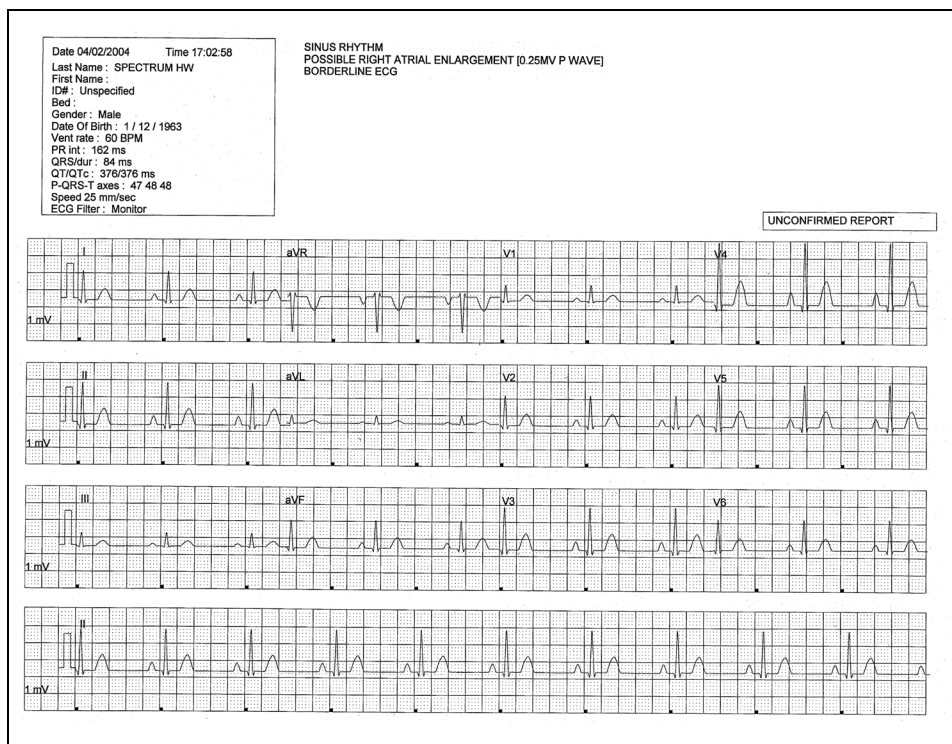 Date 04/02/2004 Time 17:02:58
Last Name : SPECTRUM HW
First Name :
ID# : Unspecified
Bed :
Gender : Male
Date Of Birth : 1 / 12 / 1963
Vent rate : 60 BPM
PR int : 162 ms
QRS/dur : 84 ms
QT/QTc : 376/376 ms
P-QRS-T axes : 47 48 48
Speed 25 mm/sec
ECG Filter : Monitor
SINUS RHYTHM
POSSIBLE RIGHT ATRIAL ENLARGEMENT [0.25MV P WAVE]
BORDERLINE ECG
UNCONFIRMED REPORT
I aVR V1 V4
1 mV
II aVL V2 V5
1 mV
III aVF V3 V6
1 mV
II
1 mV